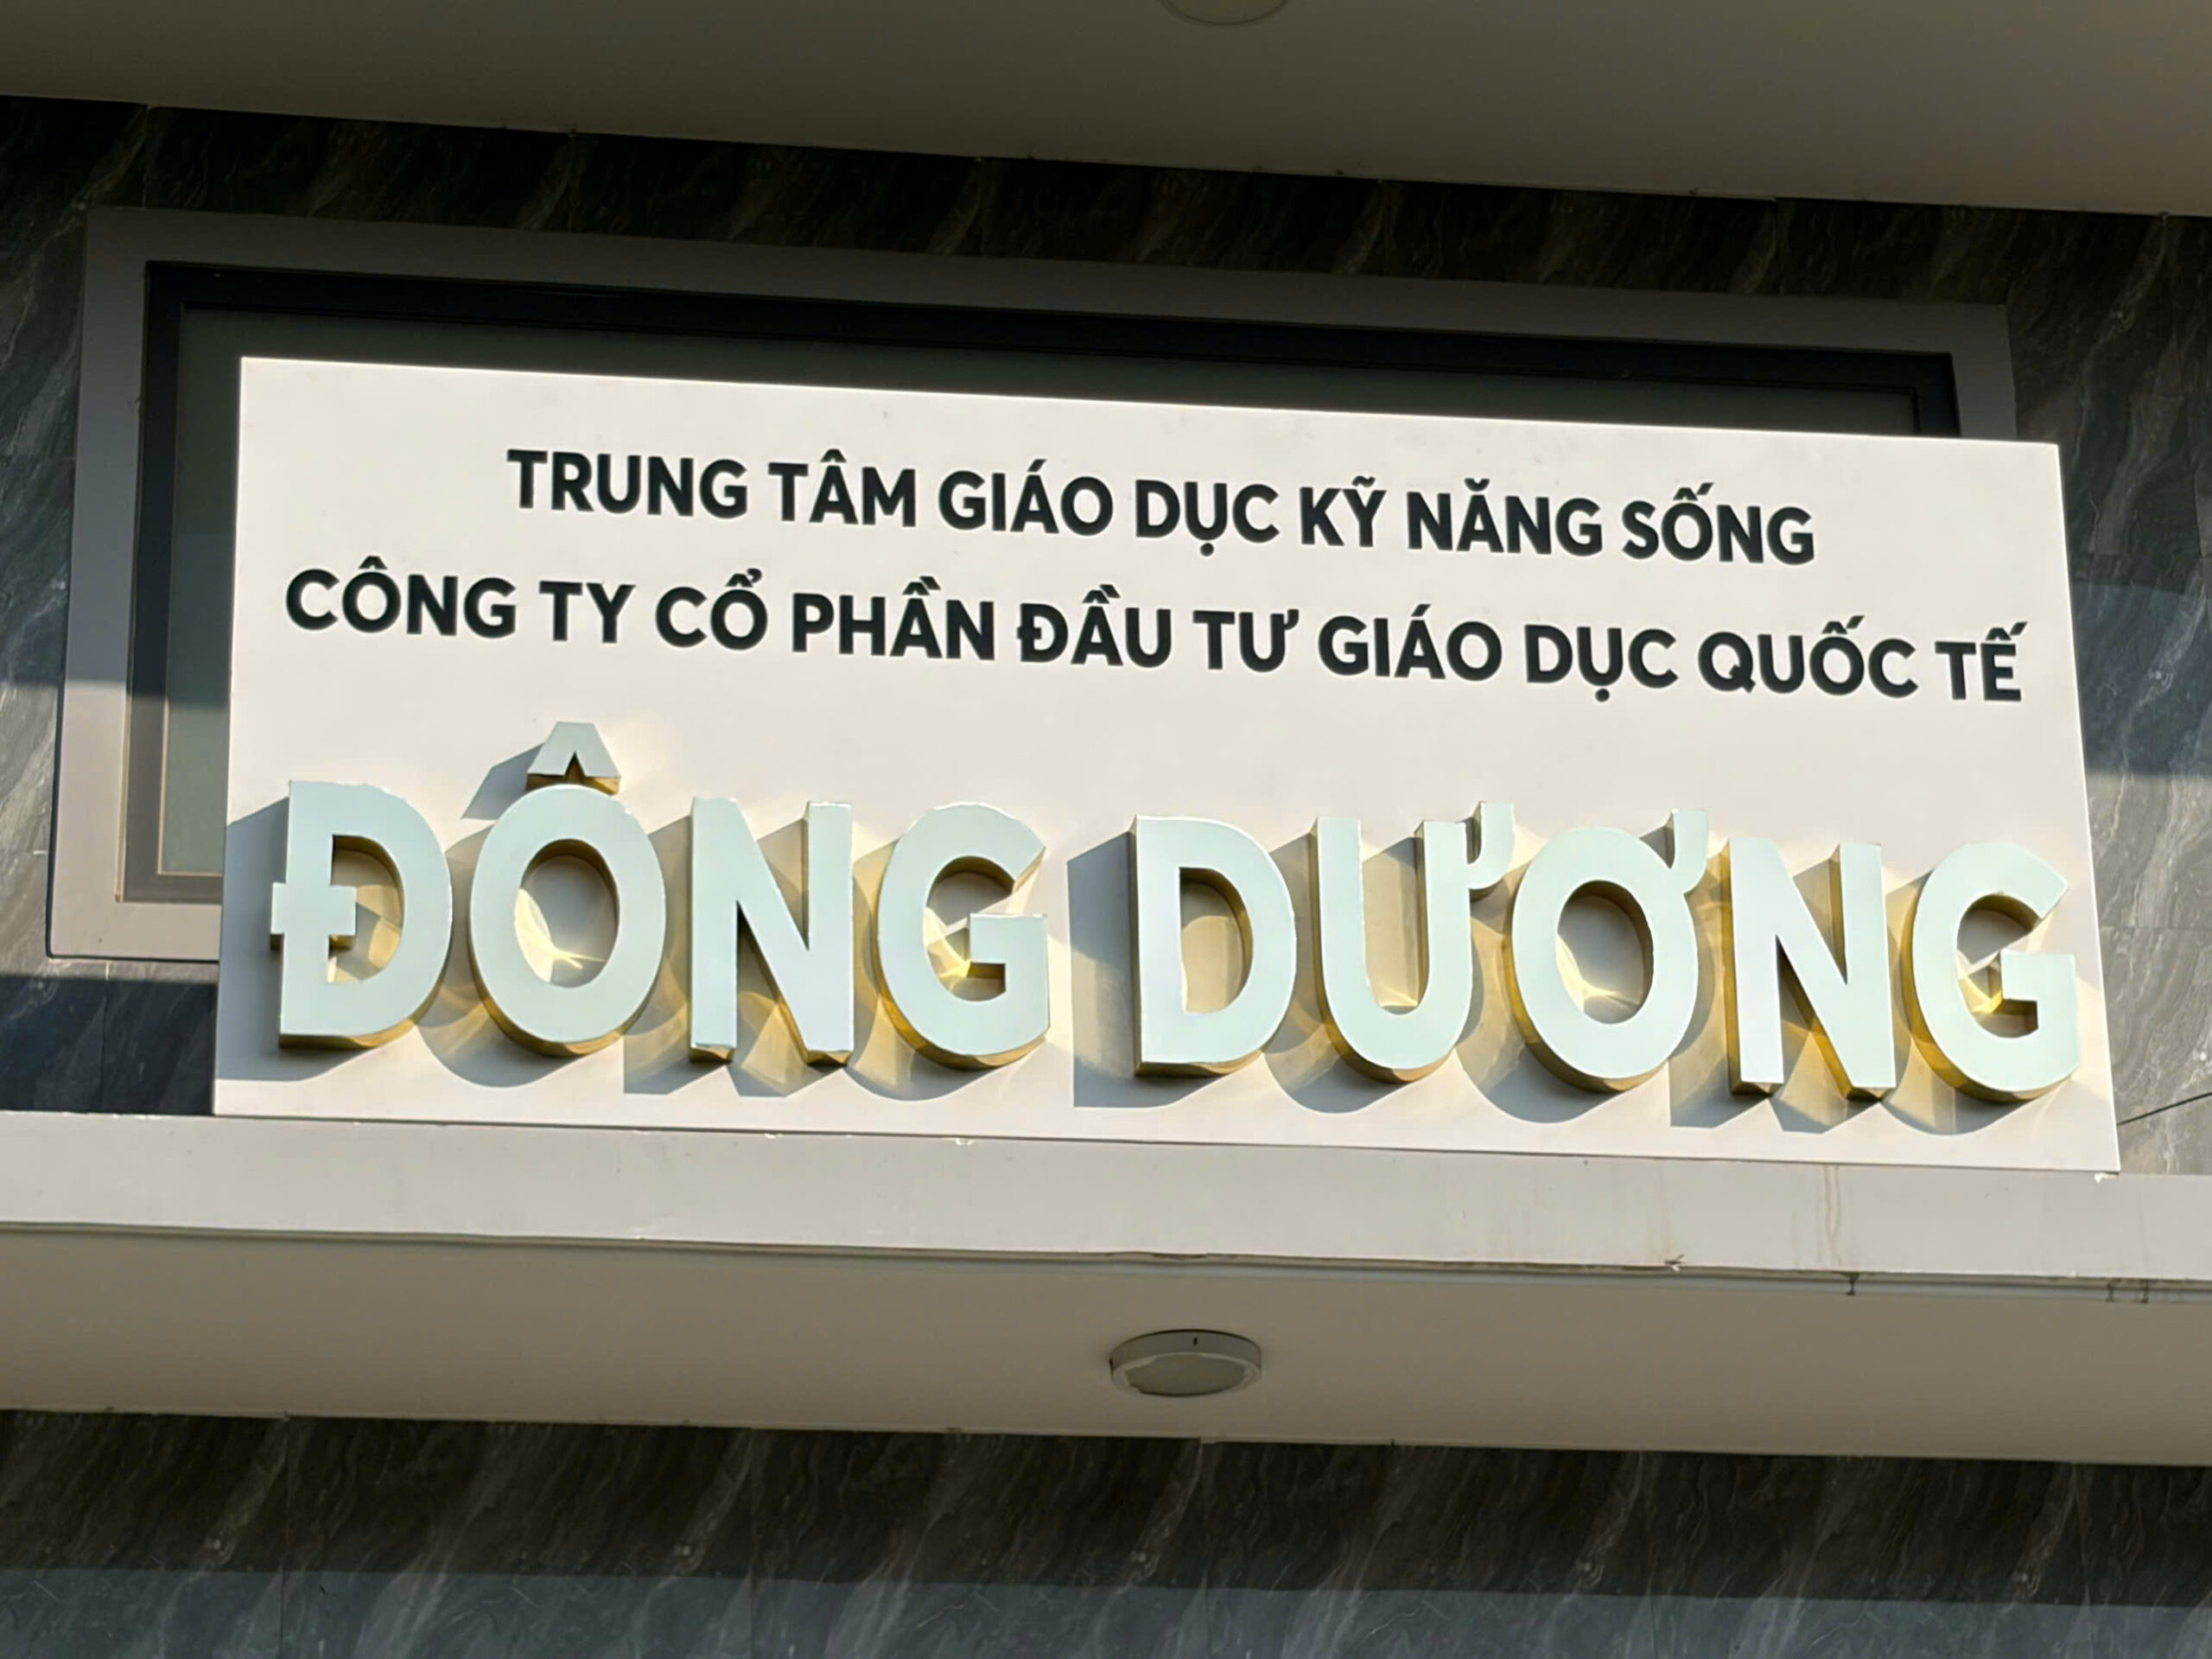 TRUNG TÂM GIÁO DỤC KỸ NĂNG SỐNG
CÔNG TY CỔ PHẦN ĐẦU TƯ GIÁO DỤC QUỐC TẾ
ĐÔNG DƯƠNG